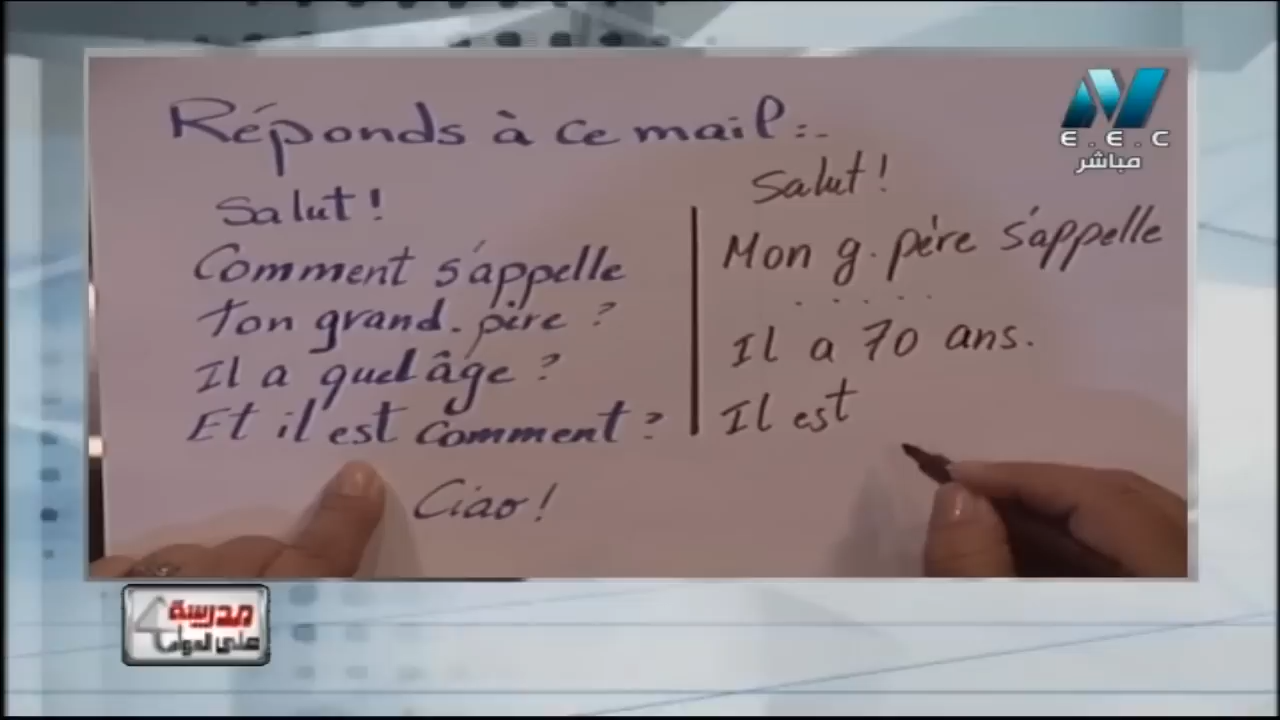 Réponds à ce mail :-
Salut !
Comment s'appelle
ton grand-père ?
Il a quel âge ?
Et il est comment ?
Ciao !
Salut !
Mon g. père s'appelle
. . . . .
Il a 70 ans.
Il est
E.E.C
مباشر
مدرسة
على الهواء